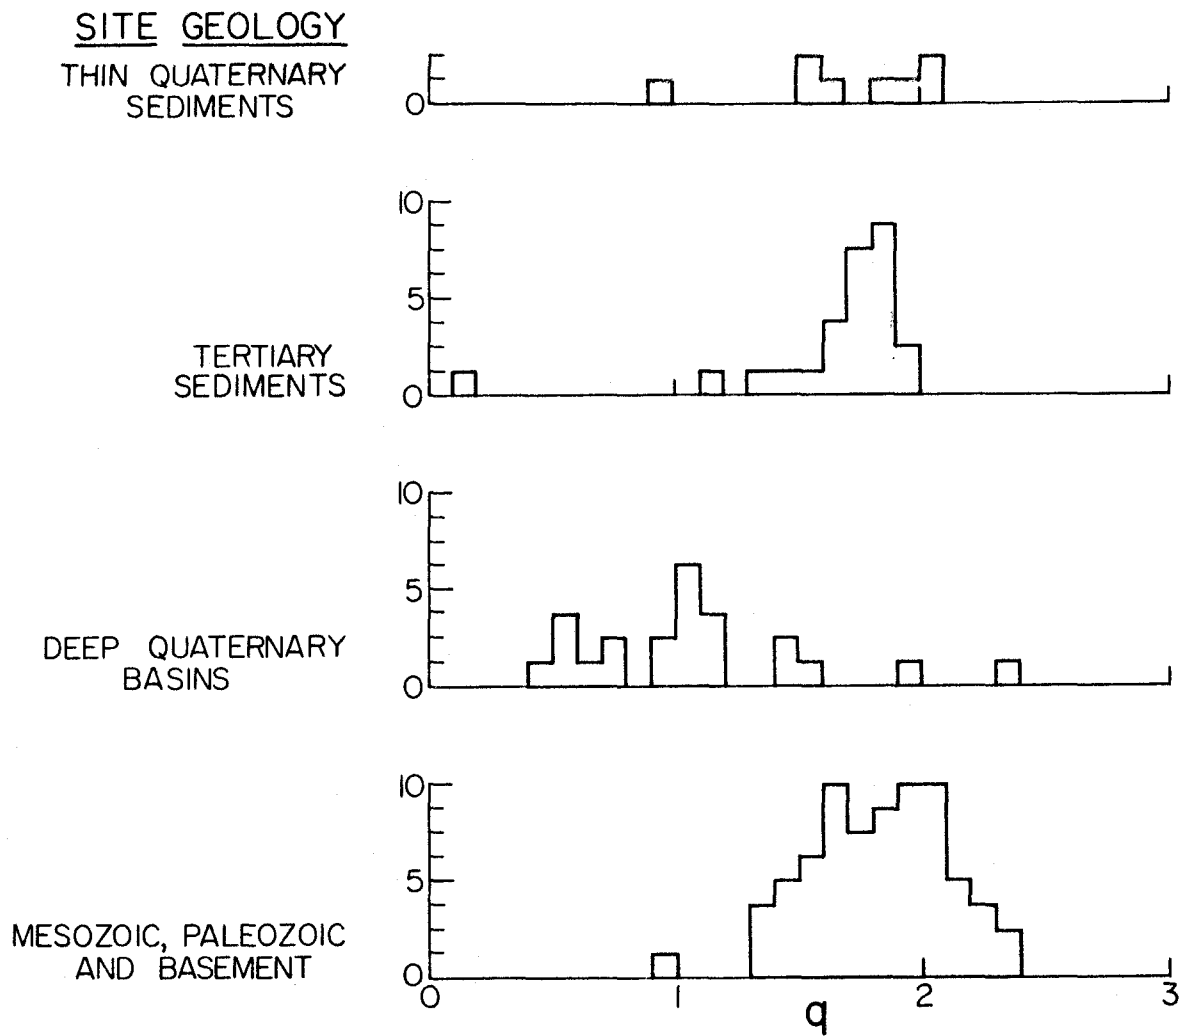 SITE GEOLOGY
THIN QUATERNARY
SEDIMENTS
0
10
5
TERTIARY
SEDIMENTS
0
10
5
DEEP QUATERNARY
BASINS
0
10
5
MESOZOIC, PALEOZOIC
AND BASEMENT
0
0 1 2 3
q